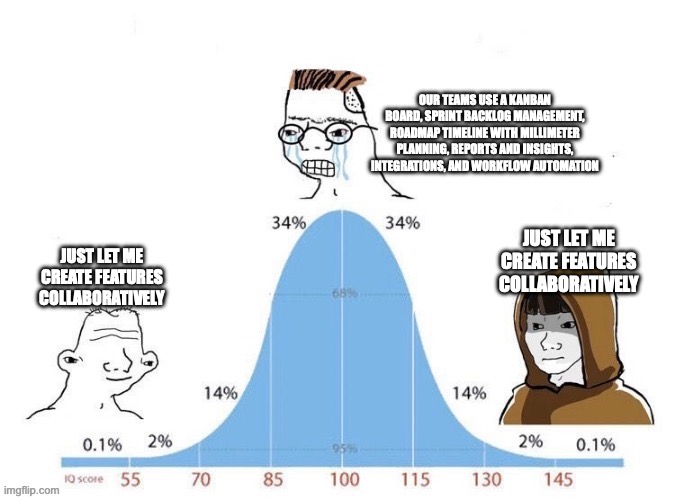 OUR TEAMS USE A KANBAN
BOARD, SPRINT BACKLOG MANAGEMENT,
ROADMAP TIMELINE WITH MILLIMETER
PLANNING, REPORTS AND INSIGHTS,
INTEGRATIONS, AND WORKFLOW AUTOMATION
JUST LET ME
CREATE FEATURES
COLLABORATIVELY
JUST LET ME
CREATE FEATURES
COLLABORATIVELY
34% 34%
68%
14% 14%
95%
0.1% 2% 2% 0.1%
IQ score 55 70 85 100 115 130 145
imgflip.com